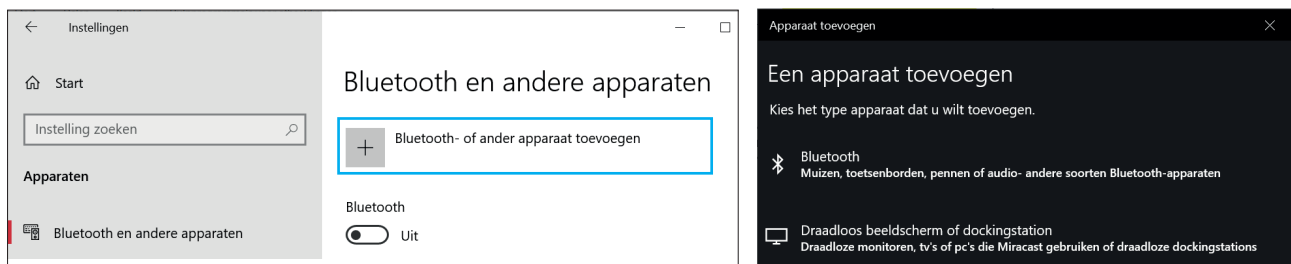 Instellingen
Start
Instelling zoeken
Apparaten
Bluetooth en andere apparaten
Bluetooth en andere apparaten
Bluetooth- of ander apparaat toevoegen
Bluetooth
Uit
Apparaat toevoegen
Een apparaat toevoegen
Kies het type apparaat dat u wilt toevoegen.
Bluetooth
Muizen, toetsenborden, pennen of audio- andere soorten Bluetooth-apparaten
Draadloos beeldscherm of dockingstation
Draadloze monitoren, tv's of pc's die Miracast gebruiken of draadloze dockingstations